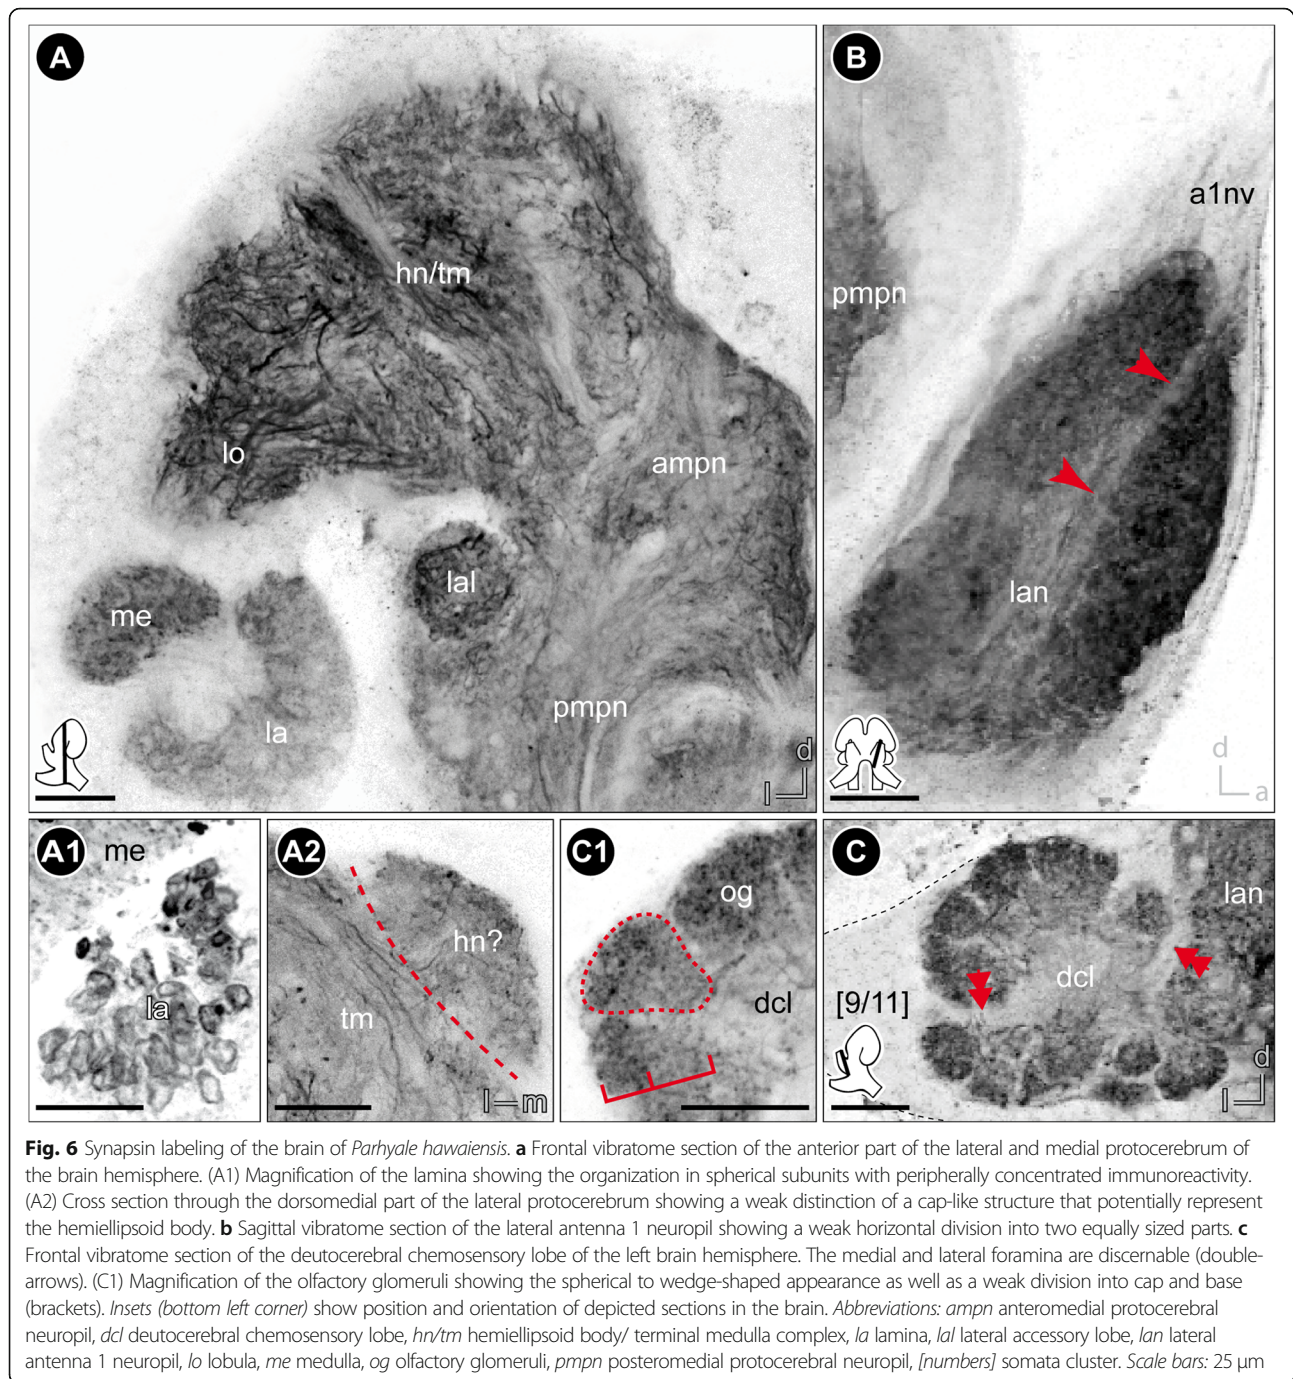 A
hn/tm
lo
ampn
lal
me
la
pmpn
d
l
B
a1nv
pmpn
lan
d
a
A1
me
la
A2
hn?
tm
l m
C1
og
dcl
C
lan
dcl
[9/11]
d
l
Fig. 6 Synapsin labeling of the brain of Parhyale hawaiensis. a Frontal vibratome section of the anterior part of the lateral and medial protocerebrum of
the brain hemisphere. (A1) Magnification of the lamina showing the organization in spherical subunits with peripherally concentrated immunoreactivity.
(A2) Cross section through the dorsomedial part of the lateral protocerebrum showing a weak distinction of a cap-like structure that potentially represent
the hemiellipsoid body. b Sagittal vibratome section of the lateral antenna 1 neuropil showing a weak horizontal division into two equally sized parts. c
Frontal vibratome section of the deutocerebral chemosensory lobe of the left brain hemisphere. The medial and lateral foramina are discernable (double-
arrows). (C1) Magnification of the olfactory glomeruli showing the spherical to wedge-shaped appearance as well as a weak division into cap and base
(brackets). Insets (bottom left corner) show position and orientation of depicted sections in the brain. Abbreviations: ampn anteromedial protocerebral
neuropil, dcl deutocerebral chemosensory lobe, hn/tm hemiellipsoid body/ terminal medulla complex, la lamina, lal lateral accessory lobe, lan lateral
antenna 1 neuropil, lo lobula, me medulla, og olfactory glomeruli, pmpn posteromedial protocerebral neuropil, [numbers] somata cluster. Scale bars: 25 μm